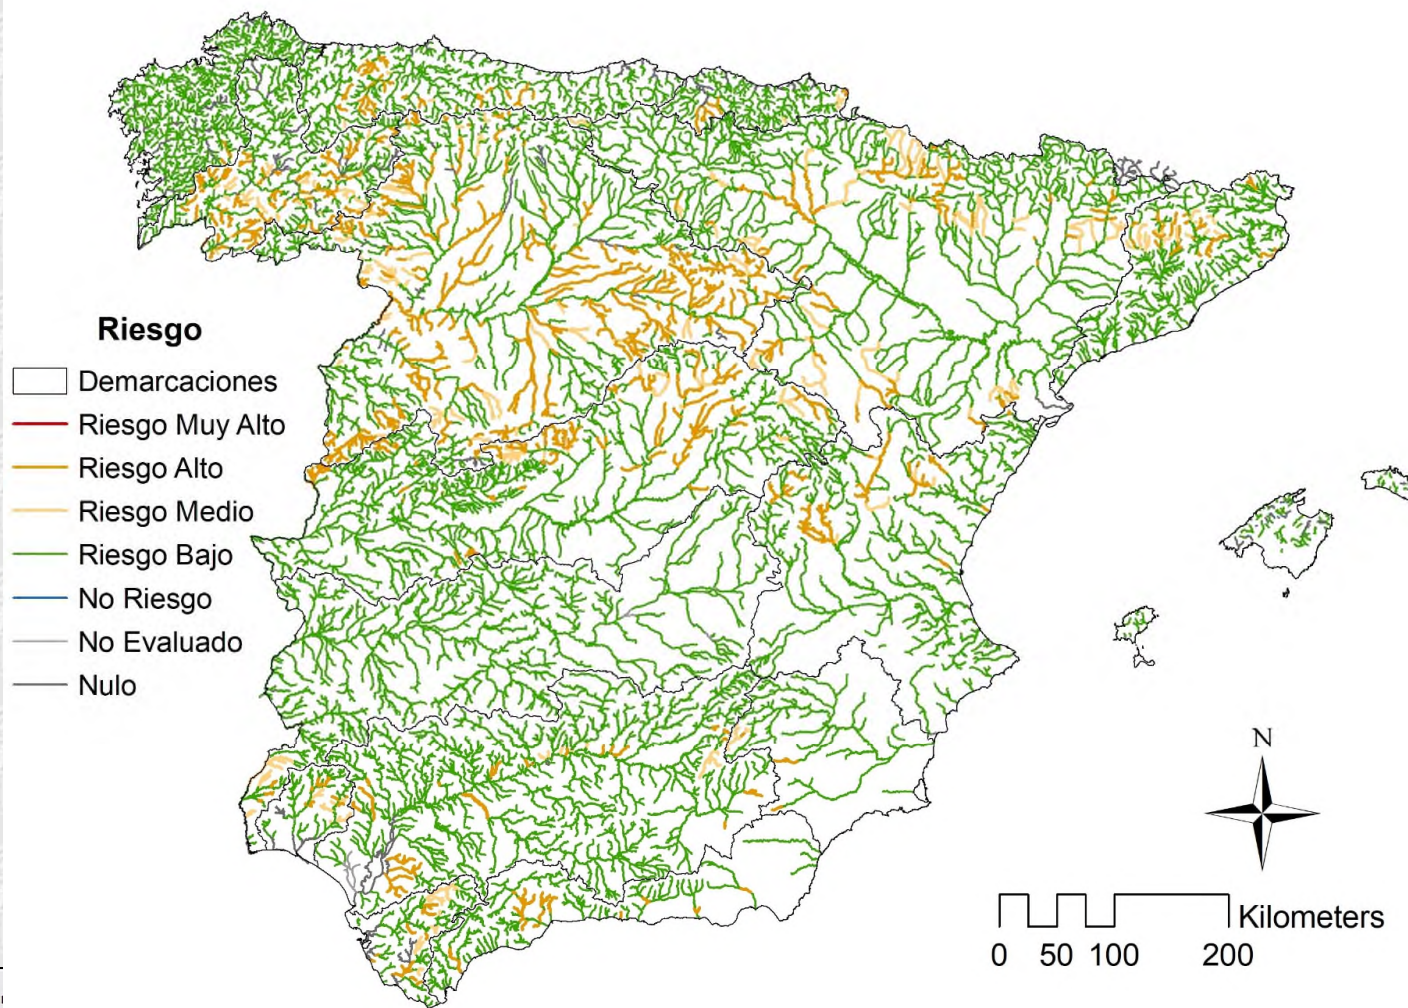 Riesgo
Demarcaciones
Riesgo Muy Alto
Riesgo Alto
Riesgo Medio
Riesgo Bajo
No Riesgo
No Evaluado
Nulo
N
Kilometers
0 50 100 200